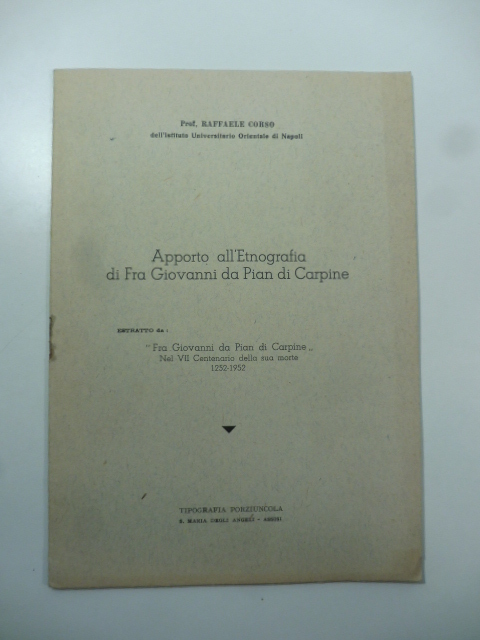 Prof. RAFFAELE CORSO
dell'Istituto Universitario Orientale di Napoli
Apporto all'Etnografia
di Fra Giovanni da Pian di Carpine
ESTRATTO da :
"Fra Giovanni da Pian di Carpine„
Nel VII Centenario della sua morte
1252-1952
TIPOGRAFIA PORZIUNCOLA
S. MARIA DEGLI ANGELI - ASSISI